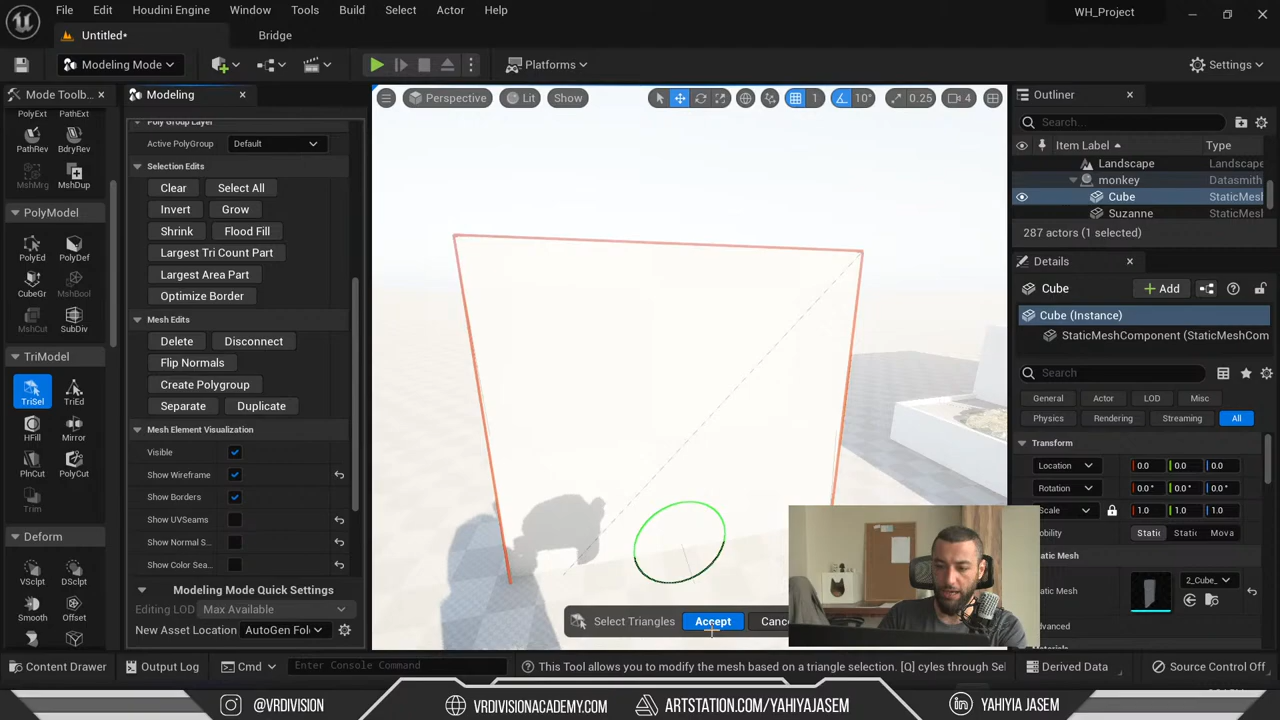 File Edit Houdini Engine Window Tools Build Select Actor Help
WH_Project
Untitled* Bridge
Modeling Mode Platforms Settings
Mode Toolb... Modeling Perspective Lit Show 1 10° 0.25 4 Outliner
PolyExt PathExt
Poly Group Layer
Active PolyGroup Default
PathRev BdryRev
Selection Edits
Clear Select All
MshMrg MshDup
Invert Grow
PolyModel
Shrink Flood Fill
PolyEd PolyDef
Largest Tri Count Part
Largest Area Part
CubeGr MshBool
Optimize Border
MshCut SubDiv
Mesh Edits
Delete Disconnect
TriModel
Flip Normals
TriSel TriEd
Create Polygroup
Separate Duplicate
HFill Mirror
Mesh Element Visualization
Visible
PlnCut PolyCut
Show Wireframe
Trim
Show Borders
Show UVSeams
Deform
Show Normal S...
Show Color Sea...
VSclpt DSclpt
Modeling Mode Quick Settings
Smooth Offset
Editing LOD Max Available
New Asset Location AutoGen Fol
Select Triangles Accept Canc
Search...
Item Label Type
Landscape Landscape
monkey Datasmith
Cube StaticMesh
Suzanne StaticMesh
287 actors (1 selected)
Details
Cube Add
Cube (Instance)
StaticMeshComponent (StaticMeshCom
Search
General Actor LOD Misc
Physics Rendering Streaming All
Transform
Location 0.0 0.0 0.0
Rotation 0.0° 0.0° 0.0°
Scale 1.0 1.0 1.0
obility Static Static Mova
tatic Mesh
tatic Mesh 2_Cube_
dvanced
Content Drawer Output Log Cmd Enter Console Command This Tool allows you to modify the mesh based on a triangle selection. [Q] cyles through Sel Derived Data Source Control Off
@VRDIVISION VRDIVISIONACADEMY.COM ARTSTATION.COM/YAHIYAJASEM YAHIYIA JASEM